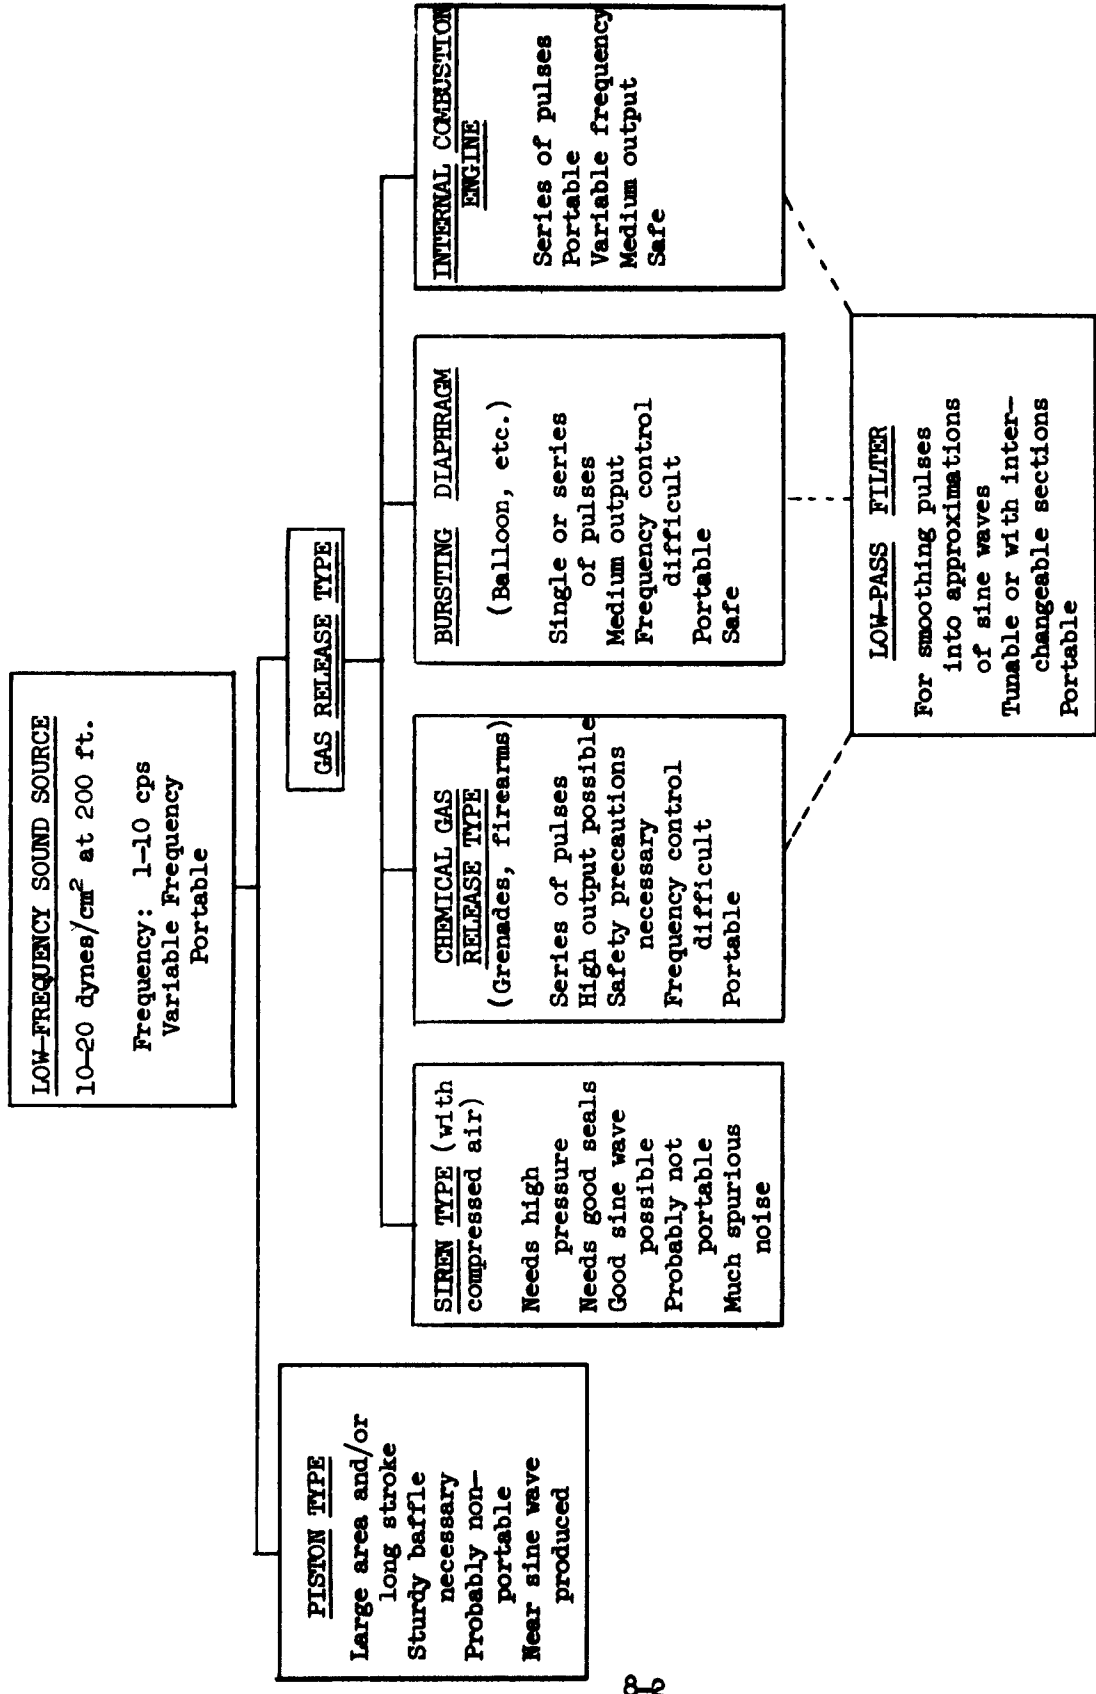 LOW-FREQUENCY SOUND SOURCE
10-20 dynes/cm² at 200 ft.
Frequency: 1-10 cps
Variable Frequency
Portable
PISTON TYPE
Large area and/or
long stroke
Sturdy baffle
necessary
Probably non-
portable
Near sine wave
produced
GAS RELEASE TYPE
SIREN TYPE (with
compressed air)
Needs high
pressure
Needs good seals
Good sine wave
possible
Probably not
portable
Much spurious
noise
CHEMICAL GAS
RELEASE TYPE
(Grenades, firearms)
Series of pulses
High output possible
Safety precautions
necessary
Frequency control
difficult
Portable
BURSTING DIAPHRAGM
(Balloon, etc.)
Single or series
of pulses
Medium output
Frequency control
difficult
Portable
Safe
INTERNAL COMBUSTION
ENGINE
Series of pulses
Portable
Variable frequency
Medium output
Safe
LOW-PASS FILTER
For smoothing pulses
into approximations
of sine waves
Tunable or with inter-
changeable sections
Portable